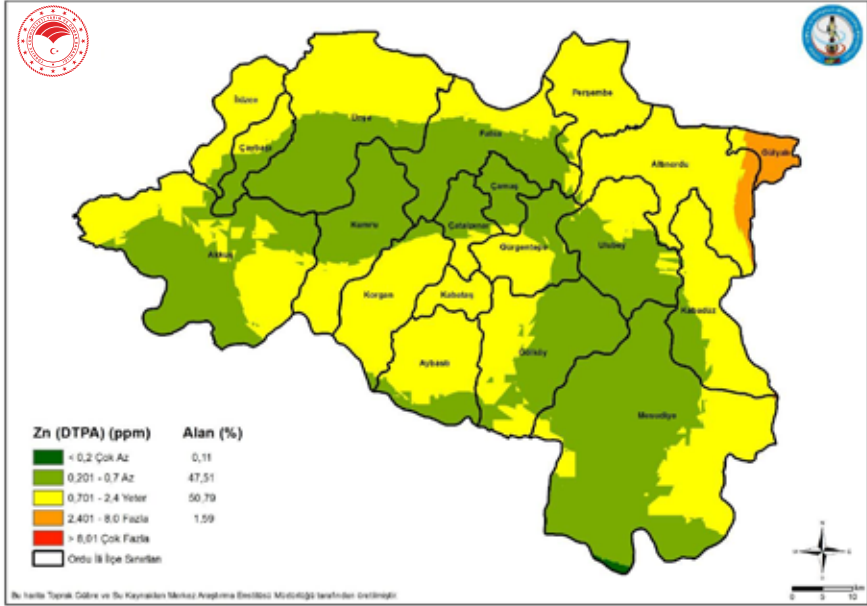 Perşembe
İkizce
Ünye
Fatsa
Çaybaşı
Altınordu
Gülyalı
Çamaş
Kumru
Çatalpınar
Ulubey
Gürgentepe
Akkuş
Korgan
Kabataş
Kabadüz
Gölköy
Aybastı
Mesudiye
Zn (DTPA) (ppm) Alan (%)
< 0,2 Çok Az 0,11
0,201 - 0,7 Az 47,51
0,701 - 2,4 Yeter 50,79
2,401 - 8,0 Fazla 1,59
> 8,01 Çok Fazla
Ordu İli İlçe Sınırları
N
km
0 5 10
Bu harita Toprak Gübre ve Su Kaynakları Merkez Araştırma Enstitüsü Müdürlüğü tarafından üretilmiştir.